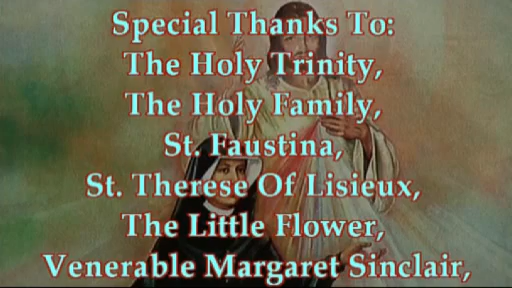 Special Thanks To:
The Holy Trinity,
The Holy Family,
St. Faustina,
St. Therese Of Lisieux,
The Little Flower,
Venerable Margaret Sinclair,